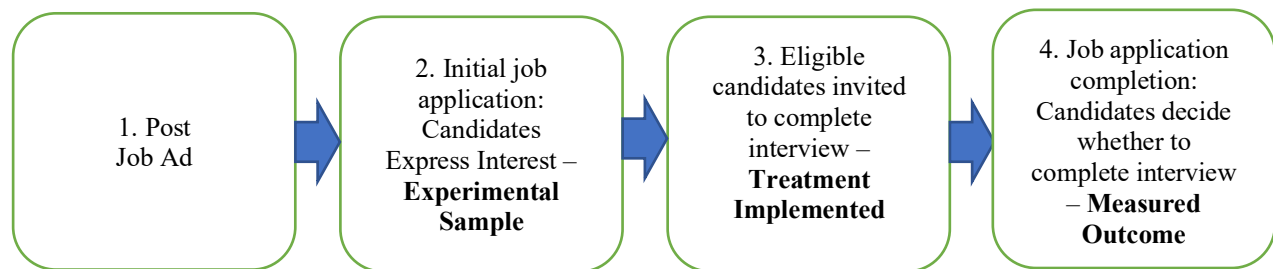 1. Post
Job Ad
2. Initial job
application:
Candidates
Express Interest –
Experimental
Sample
3. Eligible
candidates invited
to complete
interview –
Treatment
Implemented
4. Job application
completion:
Candidates decide
whether to
complete interview
– Measured
Outcome